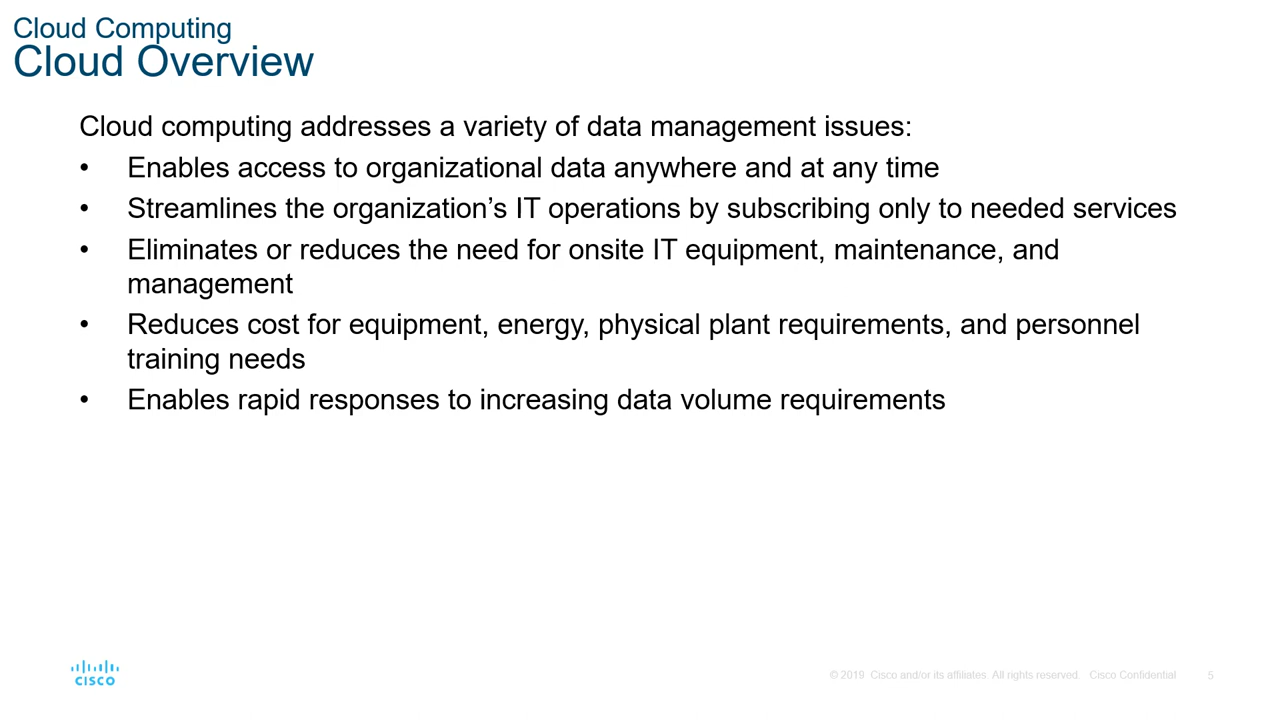 Cloud Computing
Cloud Overview
Cloud computing addresses a variety of data management issues:
• Enables access to organizational data anywhere and at any time
• Streamlines the organization’s IT operations by subscribing only to needed services
• Eliminates or reduces the need for onsite IT equipment, maintenance, and
management
• Reduces cost for equipment, energy, physical plant requirements, and personnel
training needs
• Enables rapid responses to increasing data volume requirements
CISCO
© 2019 Cisco and/or its affiliates. All rights reserved. Cisco Confidential 5